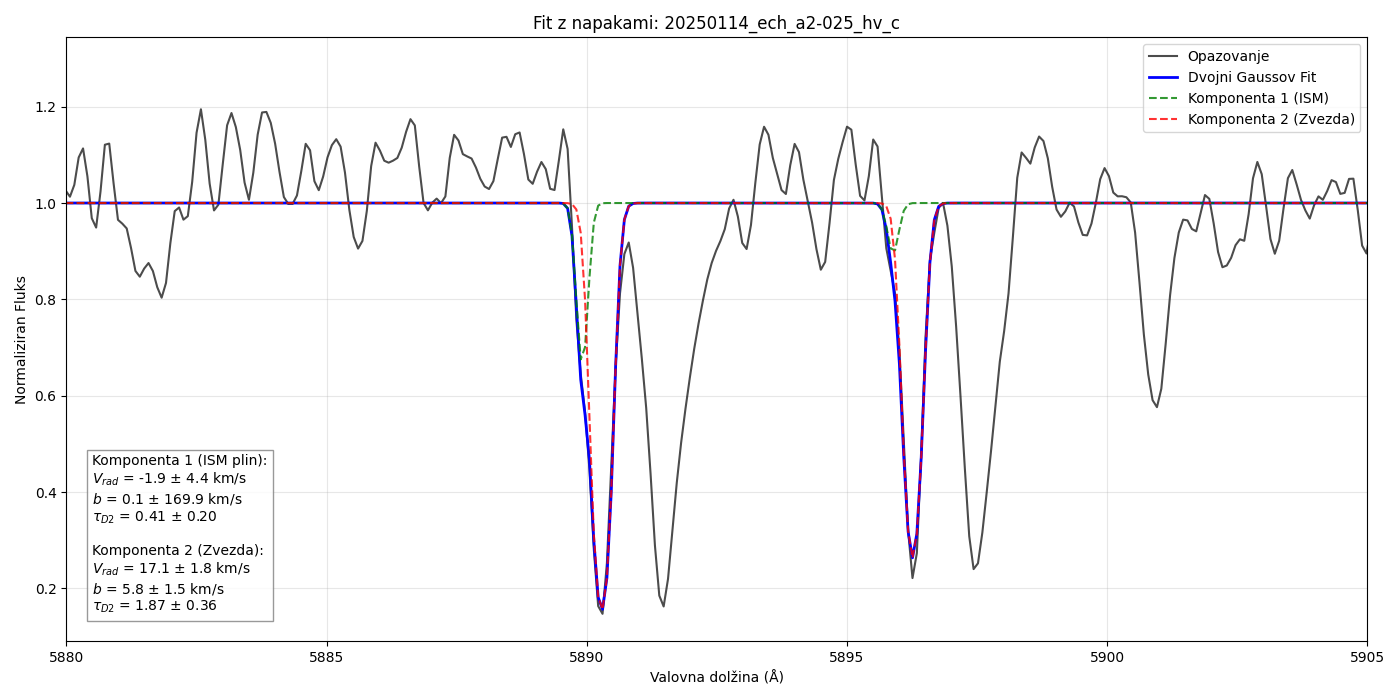 Fit z napakami: 20250114_ech_a2-025_hv_c
Opazovanje
Dvojni Gaussov Fit
Komponenta 1 (ISM)
Komponenta 2 (Zvezda)
Normaliziran Fluks
1.2
1.0
0.8
0.6
0.4
0.2
Komponenta 1 (ISM plin):
V_rad = -1.9 ± 4.4 km/s
b = 0.1 ± 169.9 km/s
τ_D2 = 0.41 ± 0.20
Komponenta 2 (Zvezda):
V_rad = 17.1 ± 1.8 km/s
b = 5.8 ± 1.5 km/s
τ_D2 = 1.87 ± 0.36
5880 5885 5890 5895 5900 5905
Valovna dolžina (Å)